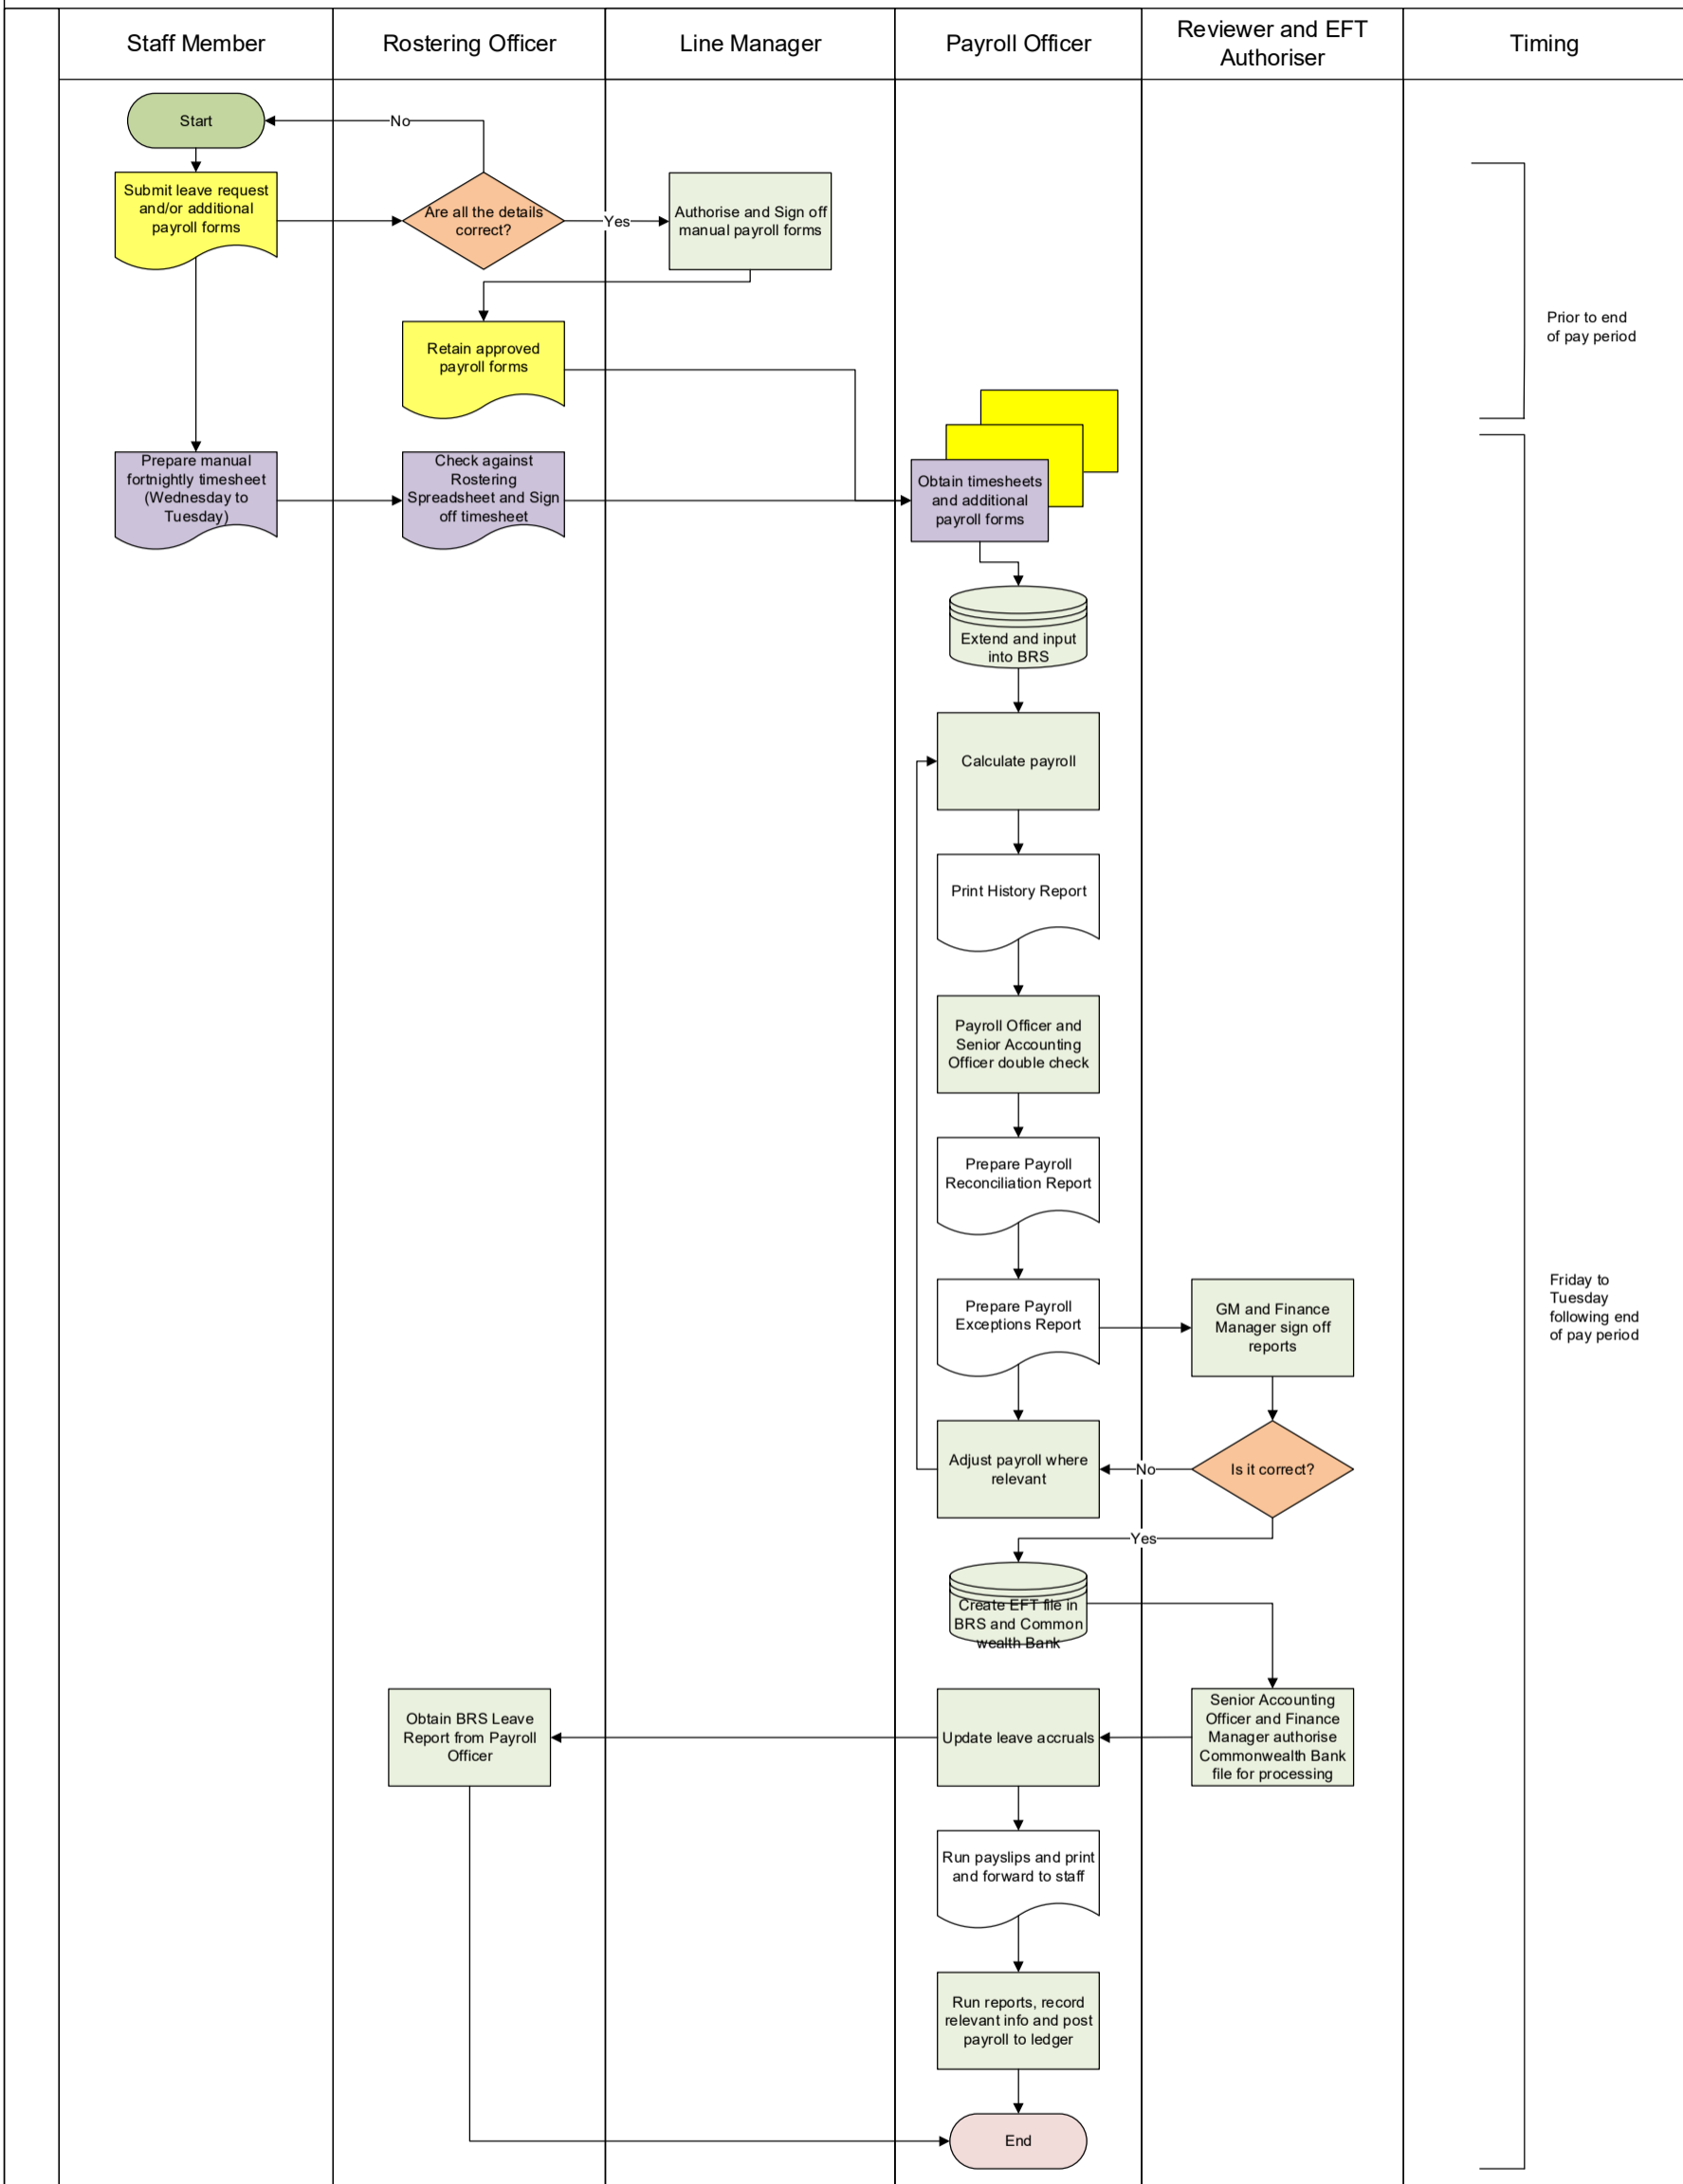 Staff Member
Rostering Officer
Line Manager
Payroll Officer
Reviewer and EFT
Authoriser
Timing
Start
No
Submit leave request
and/or additional
payroll forms
Are all the details
correct?
Yes
Authorise and Sign off
manual payroll forms
Retain approved
payroll forms
Prior to end
of pay period
Prepare manual
fortnightly timesheet
(Wednesday to
Tuesday)
Check against
Rostering
Spreadsheet and Sign
off timesheet
Obtain timesheets
and additional
payroll forms
Extend and input
into BRS
Calculate payroll
Print History Report
Payroll Officer and
Senior Accounting
Officer double check
Prepare Payroll
Reconciliation Report
Prepare Payroll
Exceptions Report
GM and Finance
Manager sign off
reports
Friday to
Tuesday
following end
of pay period
Adjust payroll where
relevant
No
Is it correct?
Yes
Create EFT file in
BRS and Common
wealth Bank
Obtain BRS Leave
Report from Payroll
Officer
Update leave accruals
Senior Accounting
Officer and Finance
Manager authorise
Commonwealth Bank
file for processing
Run payslips and print
and forward to staff
Run reports, record
relevant info and post
payroll to ledger
End